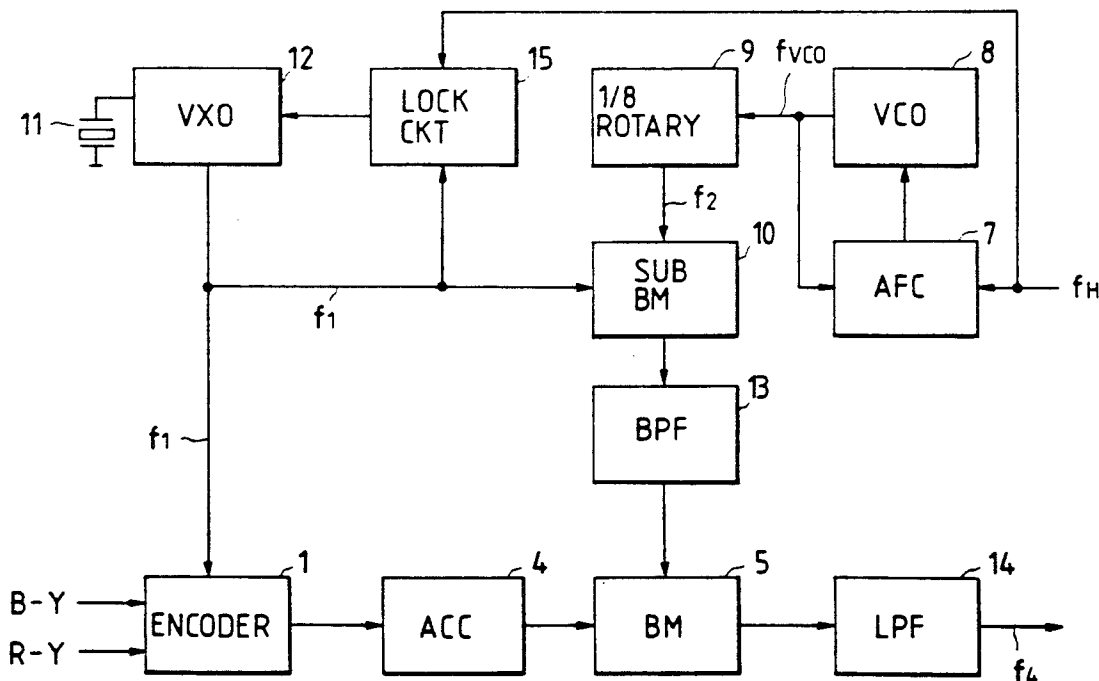 12
15
9
fVCO
8
11
VXO
LOCK
CKT
1/8
ROTARY
VCO
f2
10
7
SUB
BM
AFC
fH
f1
13
BPF
f1
1
4
5
14
B-Y
R-Y
ENCODER
ACC
BM
LPF
f4